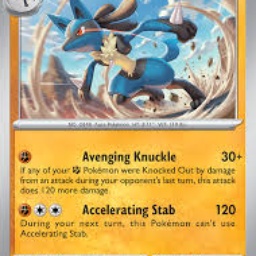 Avenging Knuckle 30+
If any of your Pokémon were Knocked Out by damage
from an attack during your opponent's last turn, this attack
does 120 more damage.
Accelerating Stab 120
During your next turn, this Pokémon can't use
Accelerating Stab.